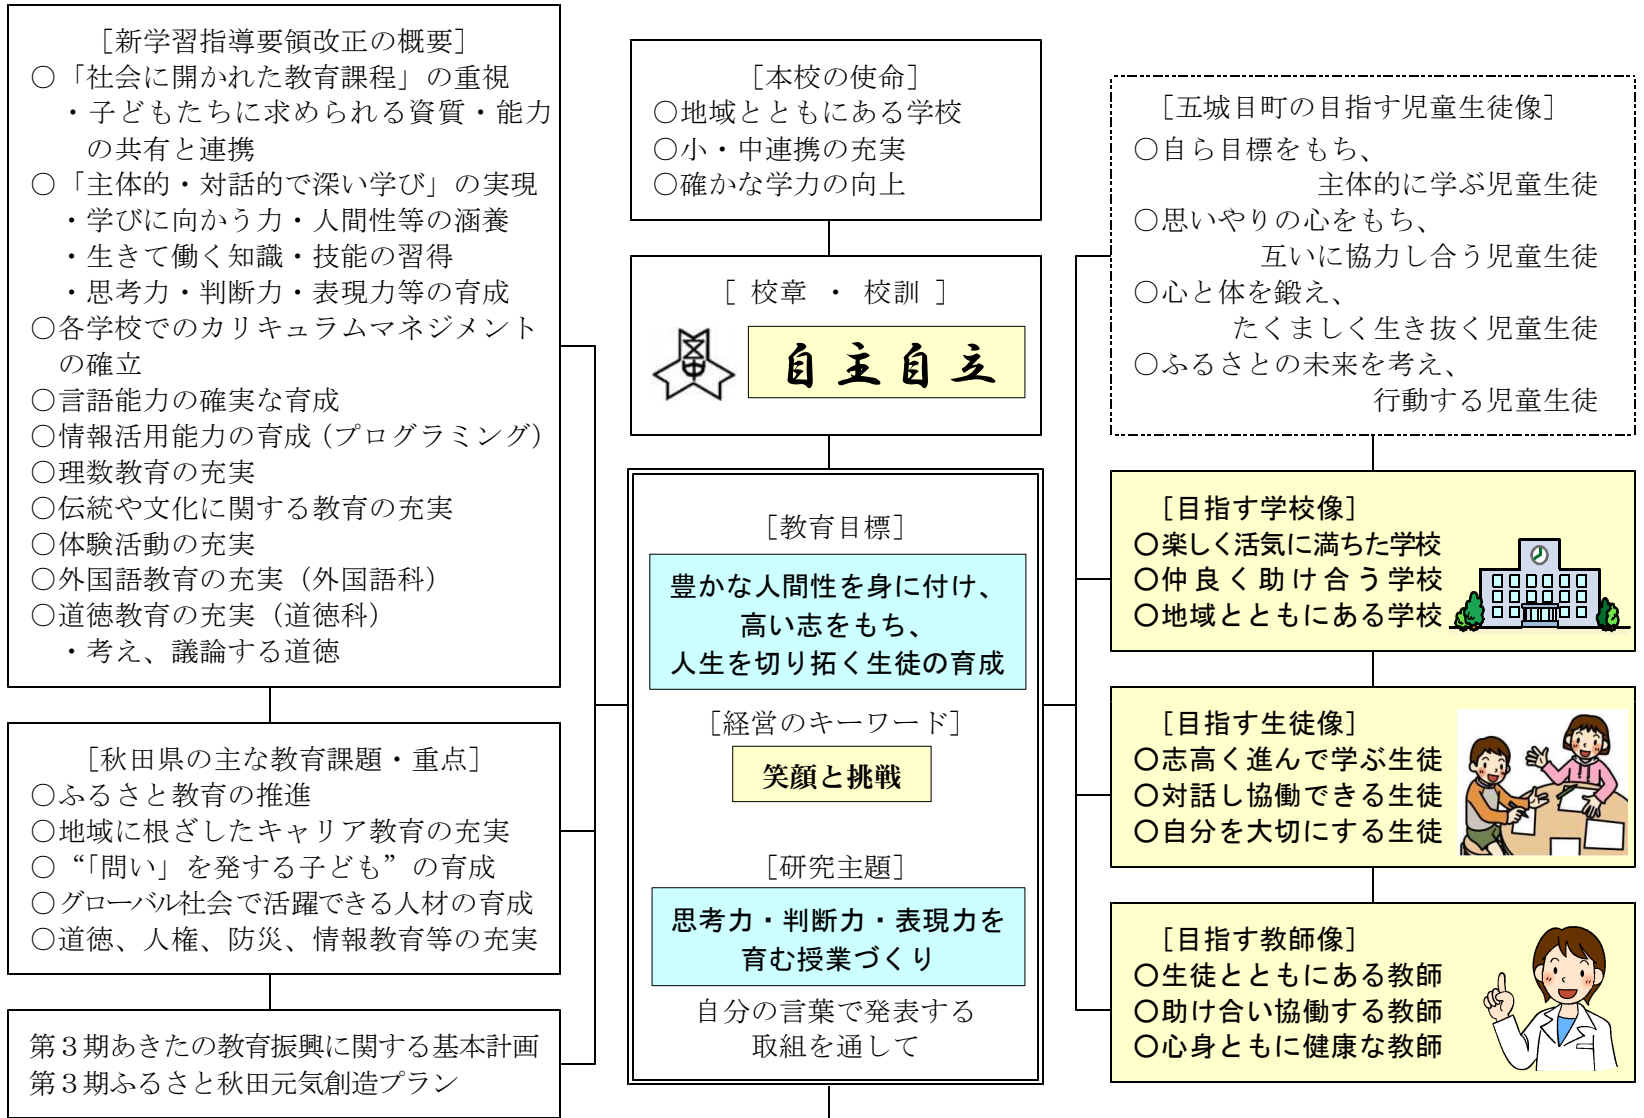 ［新学習指導要領改正の概要］
○「社会に開かれた教育課程」の重視
・子どもたちに求められる資質・能力
の共有と連携
○「主体的・対話的で深い学び」の実現
・学びに向かう力・人間性等の涵養
・生きて働く知識・技能の習得
・思考力・判断力・表現力等の育成
○各学校でのカリキュラムマネジメント
の確立
○言語能力の確実な育成
○情報活用能力の育成（プログラミング）
○理数教育の充実
○伝統や文化に関する教育の充実
○体験活動の充実
○外国語教育の充実（外国語科）
○道徳教育の充実（道徳科）
・考え、議論する道徳
［秋田県の主な教育課題・重点］
○ふるさと教育の推進
○地域に根ざしたキャリア教育の充実
○“「問い」を発する子ども”の育成
○グローバル社会で活躍できる人材の育成
○道徳、人権、防災、情報教育等の充実
第３期あきたの教育振興に関する基本計画
第３期ふるさと秋田元気創造プラン
［本校の使命］
○地域とともにある学校
○小・中連携の充実
○確かな学力の向上
［ 校章 ・ 校訓 ］
自主自立
［教育目標］
豊かな人間性を身に付け、
高い志をもち、
人生を切り拓く生徒の育成
［経営のキーワード］
笑顔と挑戦
［研究主題］
思考力・判断力・表現力を
育む授業づくり
自分の言葉で発表する
取組を通して
［五城目町の目指す児童生徒像］
○自ら目標をもち、
主体的に学ぶ児童生徒
○思いやりの心をもち、
互いに協力し合う児童生徒
○心と体を鍛え、
たくましく生き抜く児童生徒
○ふるさとの未来を考え、
行動する児童生徒
［目指す学校像］
○楽しく活気に満ちた学校
○仲良く助け合う学校
○地域とともにある学校
［目指す生徒像］
○志高く進んで学ぶ生徒
○対話し協働できる生徒
○自分を大切にする生徒
［目指す教師像］
○生徒とともにある教師
○助け合い協働する教師
○心身ともに健康な教師